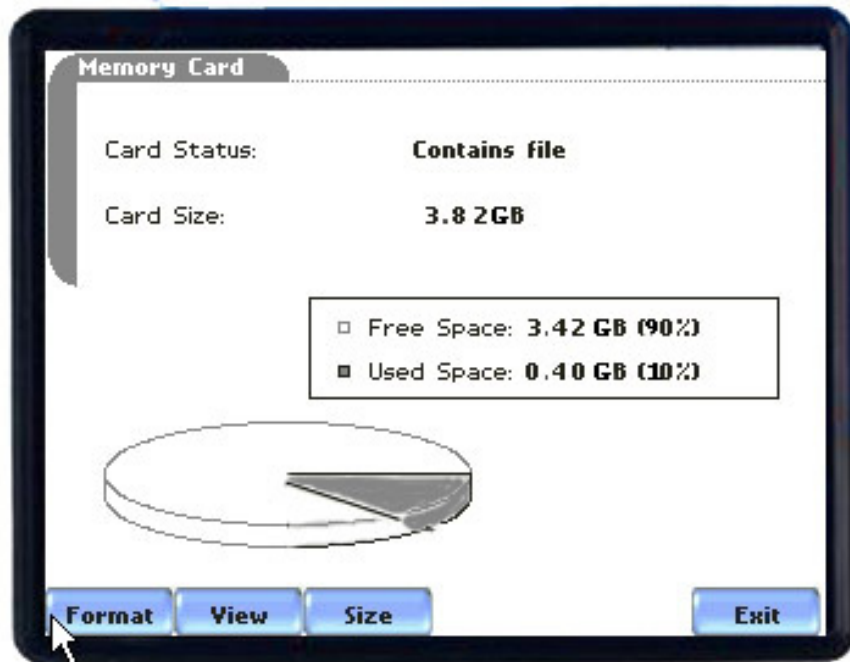 Memory Card
Card Status: Contains file
Card Size: 3.8 2GB
Free Space: 3.42 GB (90%)
Used Space: 0.40 GB (10%)
Format View Size Exit